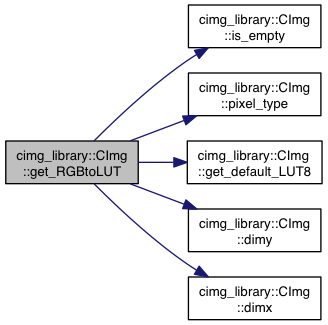 cimg_library::CImg
::is_empty
cimg_library::CImg
::pixel_type
cimg_library::CImg
::get_RGBtoLUT
cimg_library::CImg
::get_default_LUT8
cimg_library::CImg
::dimy
cimg_library::CImg
::dimx